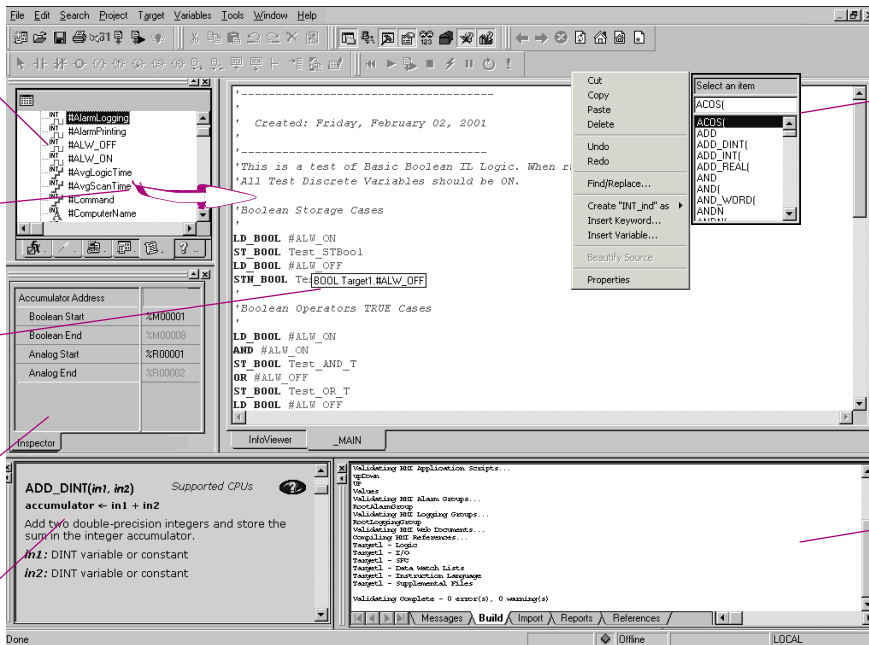 File Edit Search Project Target Variables Tools Window Help
#AlarmLogging
#AlarmPrinting
#ALW_OFF
#ALW_ON
#AvgLogicTime
#AvgScanTime
#Command
#ComputerName
Accumulator Address
Boolean Start %M00001
Boolean End %M00008
Analog Start %R00001
Analog End %R00002
Inspector
'-----------------------------------
'
' Created: Friday, February 02, 2001
'
'-----------------------------------
'This is a test of Basic Boolean IL Logic. When r
'All Test Discrete Variables should be ON.
'
'Boolean Storage Cases
'
LD_BOOL #ALW_ON
ST_BOOL Test_STBool
LD_BOOL #ALW_OFF
STN_BOOL Te
BOOL Target1.#ALW_OFF
'
'Boolean Operators TRUE Cases
'
LD_BOOL #ALW_ON
AND #ALW_ON
ST_BOOL Test_AND_T
OR #ALW_OFF
ST_BOOL Test_OR_T
LD_BOOL #ALW_OFF
InfoViewer _MAIN
Cut
Copy
Paste
Delete
Undo
Redo
Find/Replace...
Create "INT_ind" as
Insert Keyword...
Insert Variable...
Beautify Source
Properties
Select an item
ACOS(
ACOS(
ADD
ADD_DINT(
ADD_INT(
ADD_REAL(
AND
AND(
AND_WORD(
ANDN
ANDN(
ADD_DINT(in1, in2) Supported CPUs
accumulator ← in1 + in2
Add two double-precision integers and store the
sum in the integer accumulator.
in1: DINT variable or constant
in2: DINT variable or constant
Validating HMI Application Scripts...
upDown
UP
Values
Validating HMI Alarm Groups...
RootAlarmGroup
Validating HMI Logging Groups...
RootLoggingGroup
Validating HMI Web Documents...
Compiling HMI References...
Target1 - Logic
Target1 - I/O
Target1 - SFC
Target1 - Data Watch Lists
Target1 - Instruction Language
Target1 - Supplemental Files
Validating Complete - 0 error(s), 0 warning(s)
Messages Build Import Reports References
Done Offline LOCAL